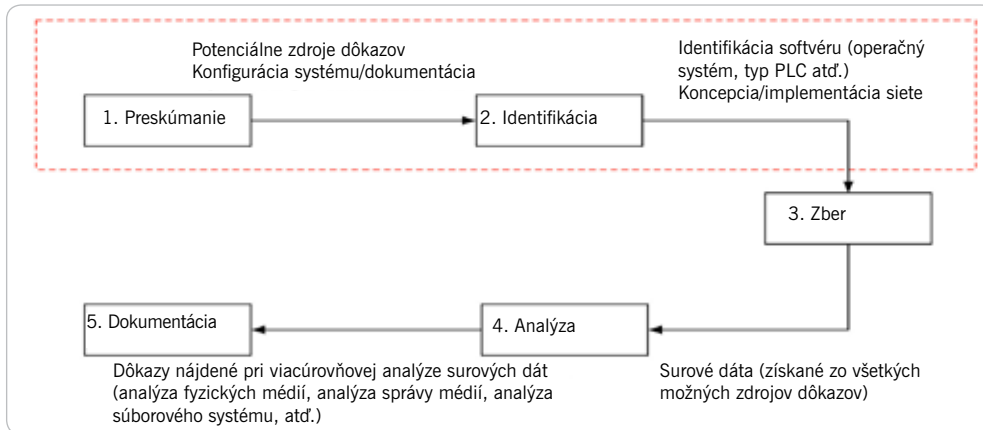 Potenciálne zdroje dôkazov
Konfigurácia systému/dokumentácia
Identifikácia softvéru (operačný
systém, typ PLC atď.)
Koncepcia/implementácia siete
1. Preskúmanie
2. Identifikácia
3. Zber
5. Dokumentácia
4. Analýza
Dôkazy nájdené pri viacúrovňovej analýze surových dát
(analýza fyzických médií, analýza správy médií, analýza
súborového systému, atď.)
Surové dáta (získané zo všetkých
možných zdrojov dôkazov)